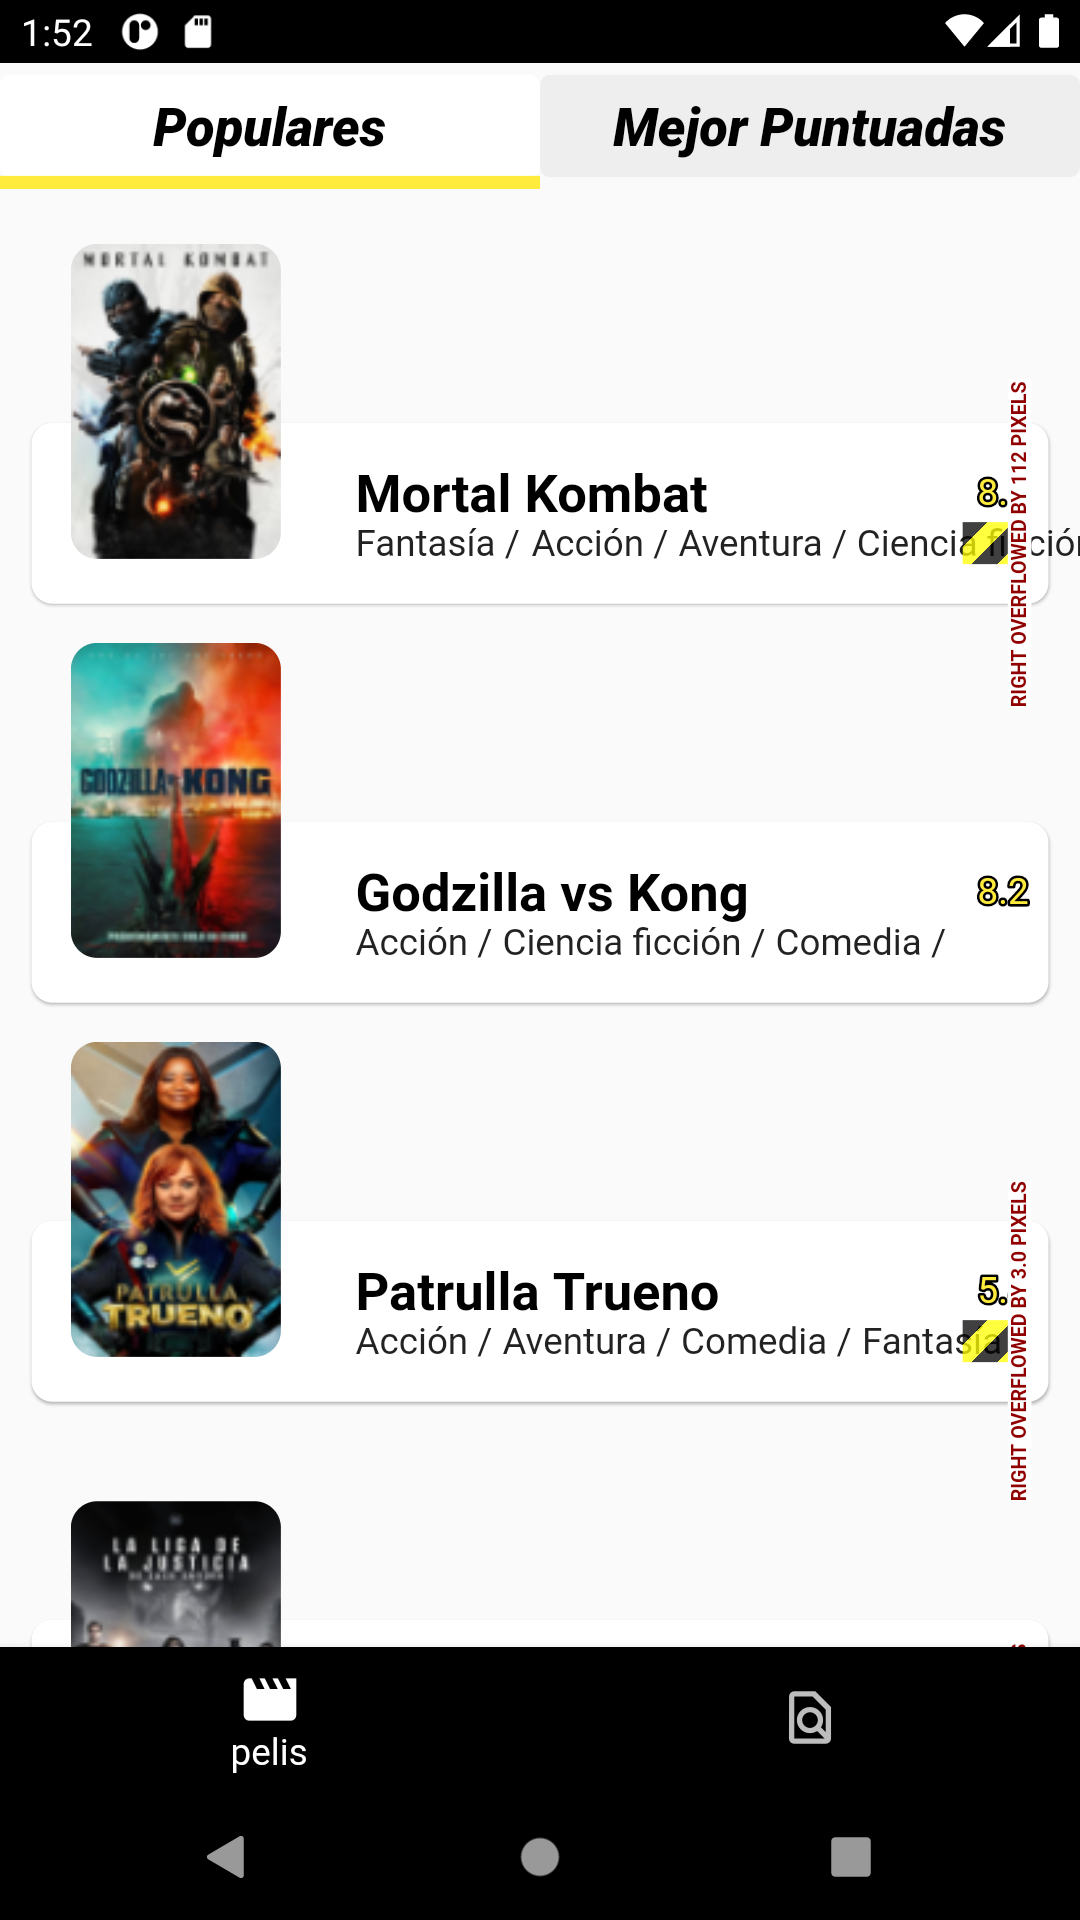 1:52
Populares
Mejor Puntuadas
MORTAL KOMBAT
Mortal Kombat
8.
Fantasía / Acción / Aventura / Ciencia ficción
RIGHT OVERFLOWED BY 112 PIXELS
GODZILLA KONG
Godzilla vs Kong
8.2
Acción / Ciencia ficción / Comedia /
PATRULLA
TRUENO
Patrulla Trueno
5.
Acción / Aventura / Comedia / Fantasía
RIGHT OVERFLOWED BY 3.0 PIXELS
LA LIGA DE
LA JUSTICIA
pelis